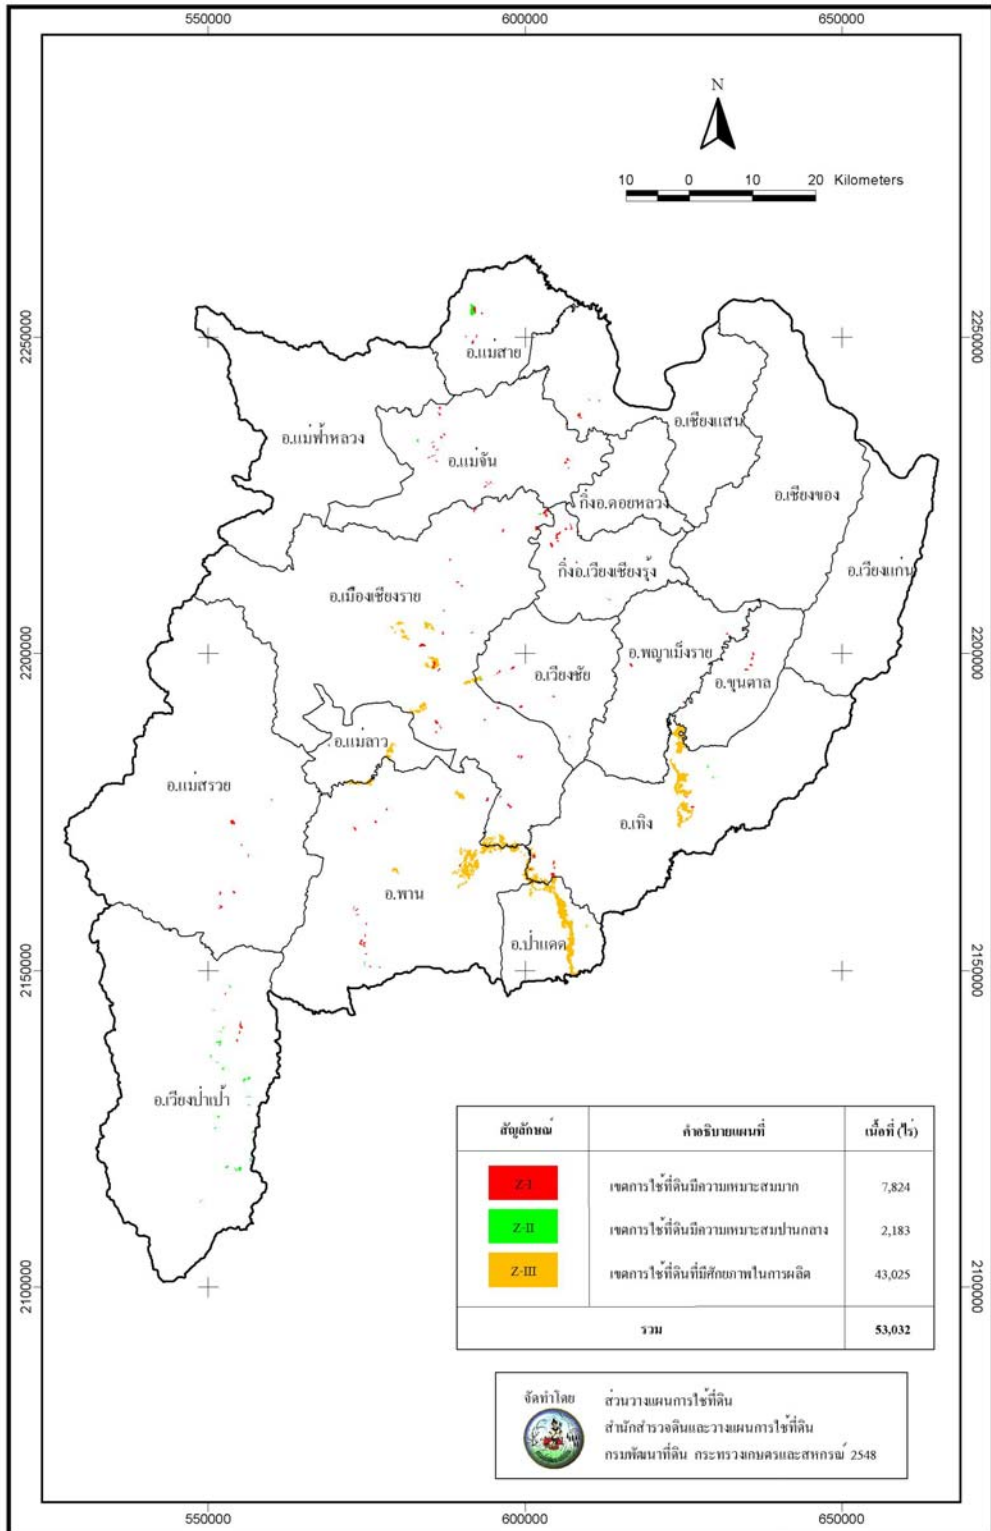 550000 600000 650000
N
10 0 10 20 Kilometers
2250000 2250000
อ.แม่สาย
อ.เชียงแสน
อ.แม่ฟ้าหลวง
อ.แม่จัน
อ.เชียงของ
กิ่งอ.ดอยหลวง
กิ่งอ.เวียงเชียงรุ้ง
อ.เวียงแก่น
อ.เมืองเชียงราย
2200000 2200000
อ.พญาเม็งราย
อ.เวียงชัย
อ.ขุนตาล
อ.แม่ลาว
อ.แม่สรวย
อ.เทิง
อ.พาน
อ.ป่าแดด
2150000 2150000
อ.เวียงป่าเป้า
สัญลักษณ์ คำอธิบายแผนที่ เนื้อที่ (ไร่)
Z-I เขตการใช้ที่ดินมีความเหมาะสมมาก 7,824
Z-II เขตการใช้ที่ดินมีความเหมาะสมปานกลาง 2,183
Z-III เขตการใช้ที่ดินที่มีศักยภาพในการผลิต 43,025
รวม 53,032
2100000 2100000
จัดทำโดย ส่วนวางแผนการใช้ที่ดิน
สำนักสำรวจดินและวางแผนการใช้ที่ดิน
กรมพัฒนาที่ดิน กระทรวงเกษตรและสหกรณ์ 2548
550000 600000 650000